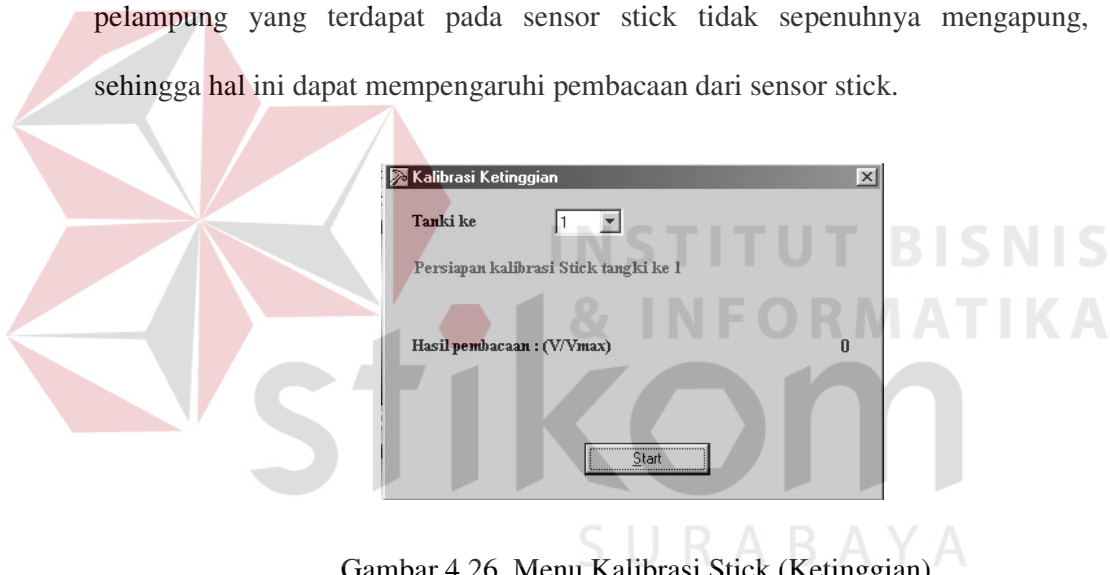 pelampung yang terdapat pada sensor stick tidak sepenuhnya mengapung,
sehingga hal ini dapat mempengaruhi pembacaan dari sensor stick.
Kalibrasi Ketinggian
Tanki ke 1
Persiapan kalibrasi Stick tangki ke 1
Hasil pembacaan : (V/Vmax) 0
Start
INSTITUT BISNIS
& INFORMATIKA
stikom
SURABAYA
Gambar 4.26. Menu Kalibrasi Stick (Ketinggian)